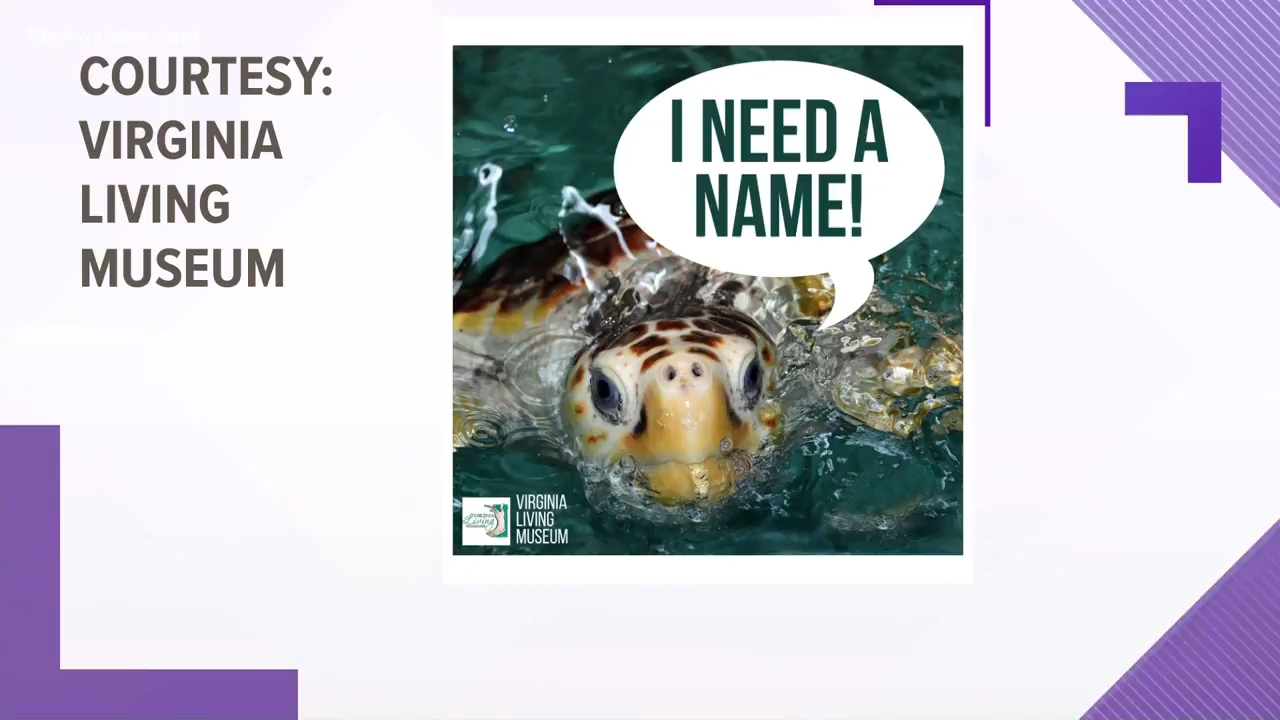 COURTESY:
VIRGINIA
LIVING
MUSEUM
I NEED A
NAME!
VIRGINIA
LIVING
MUSEUM